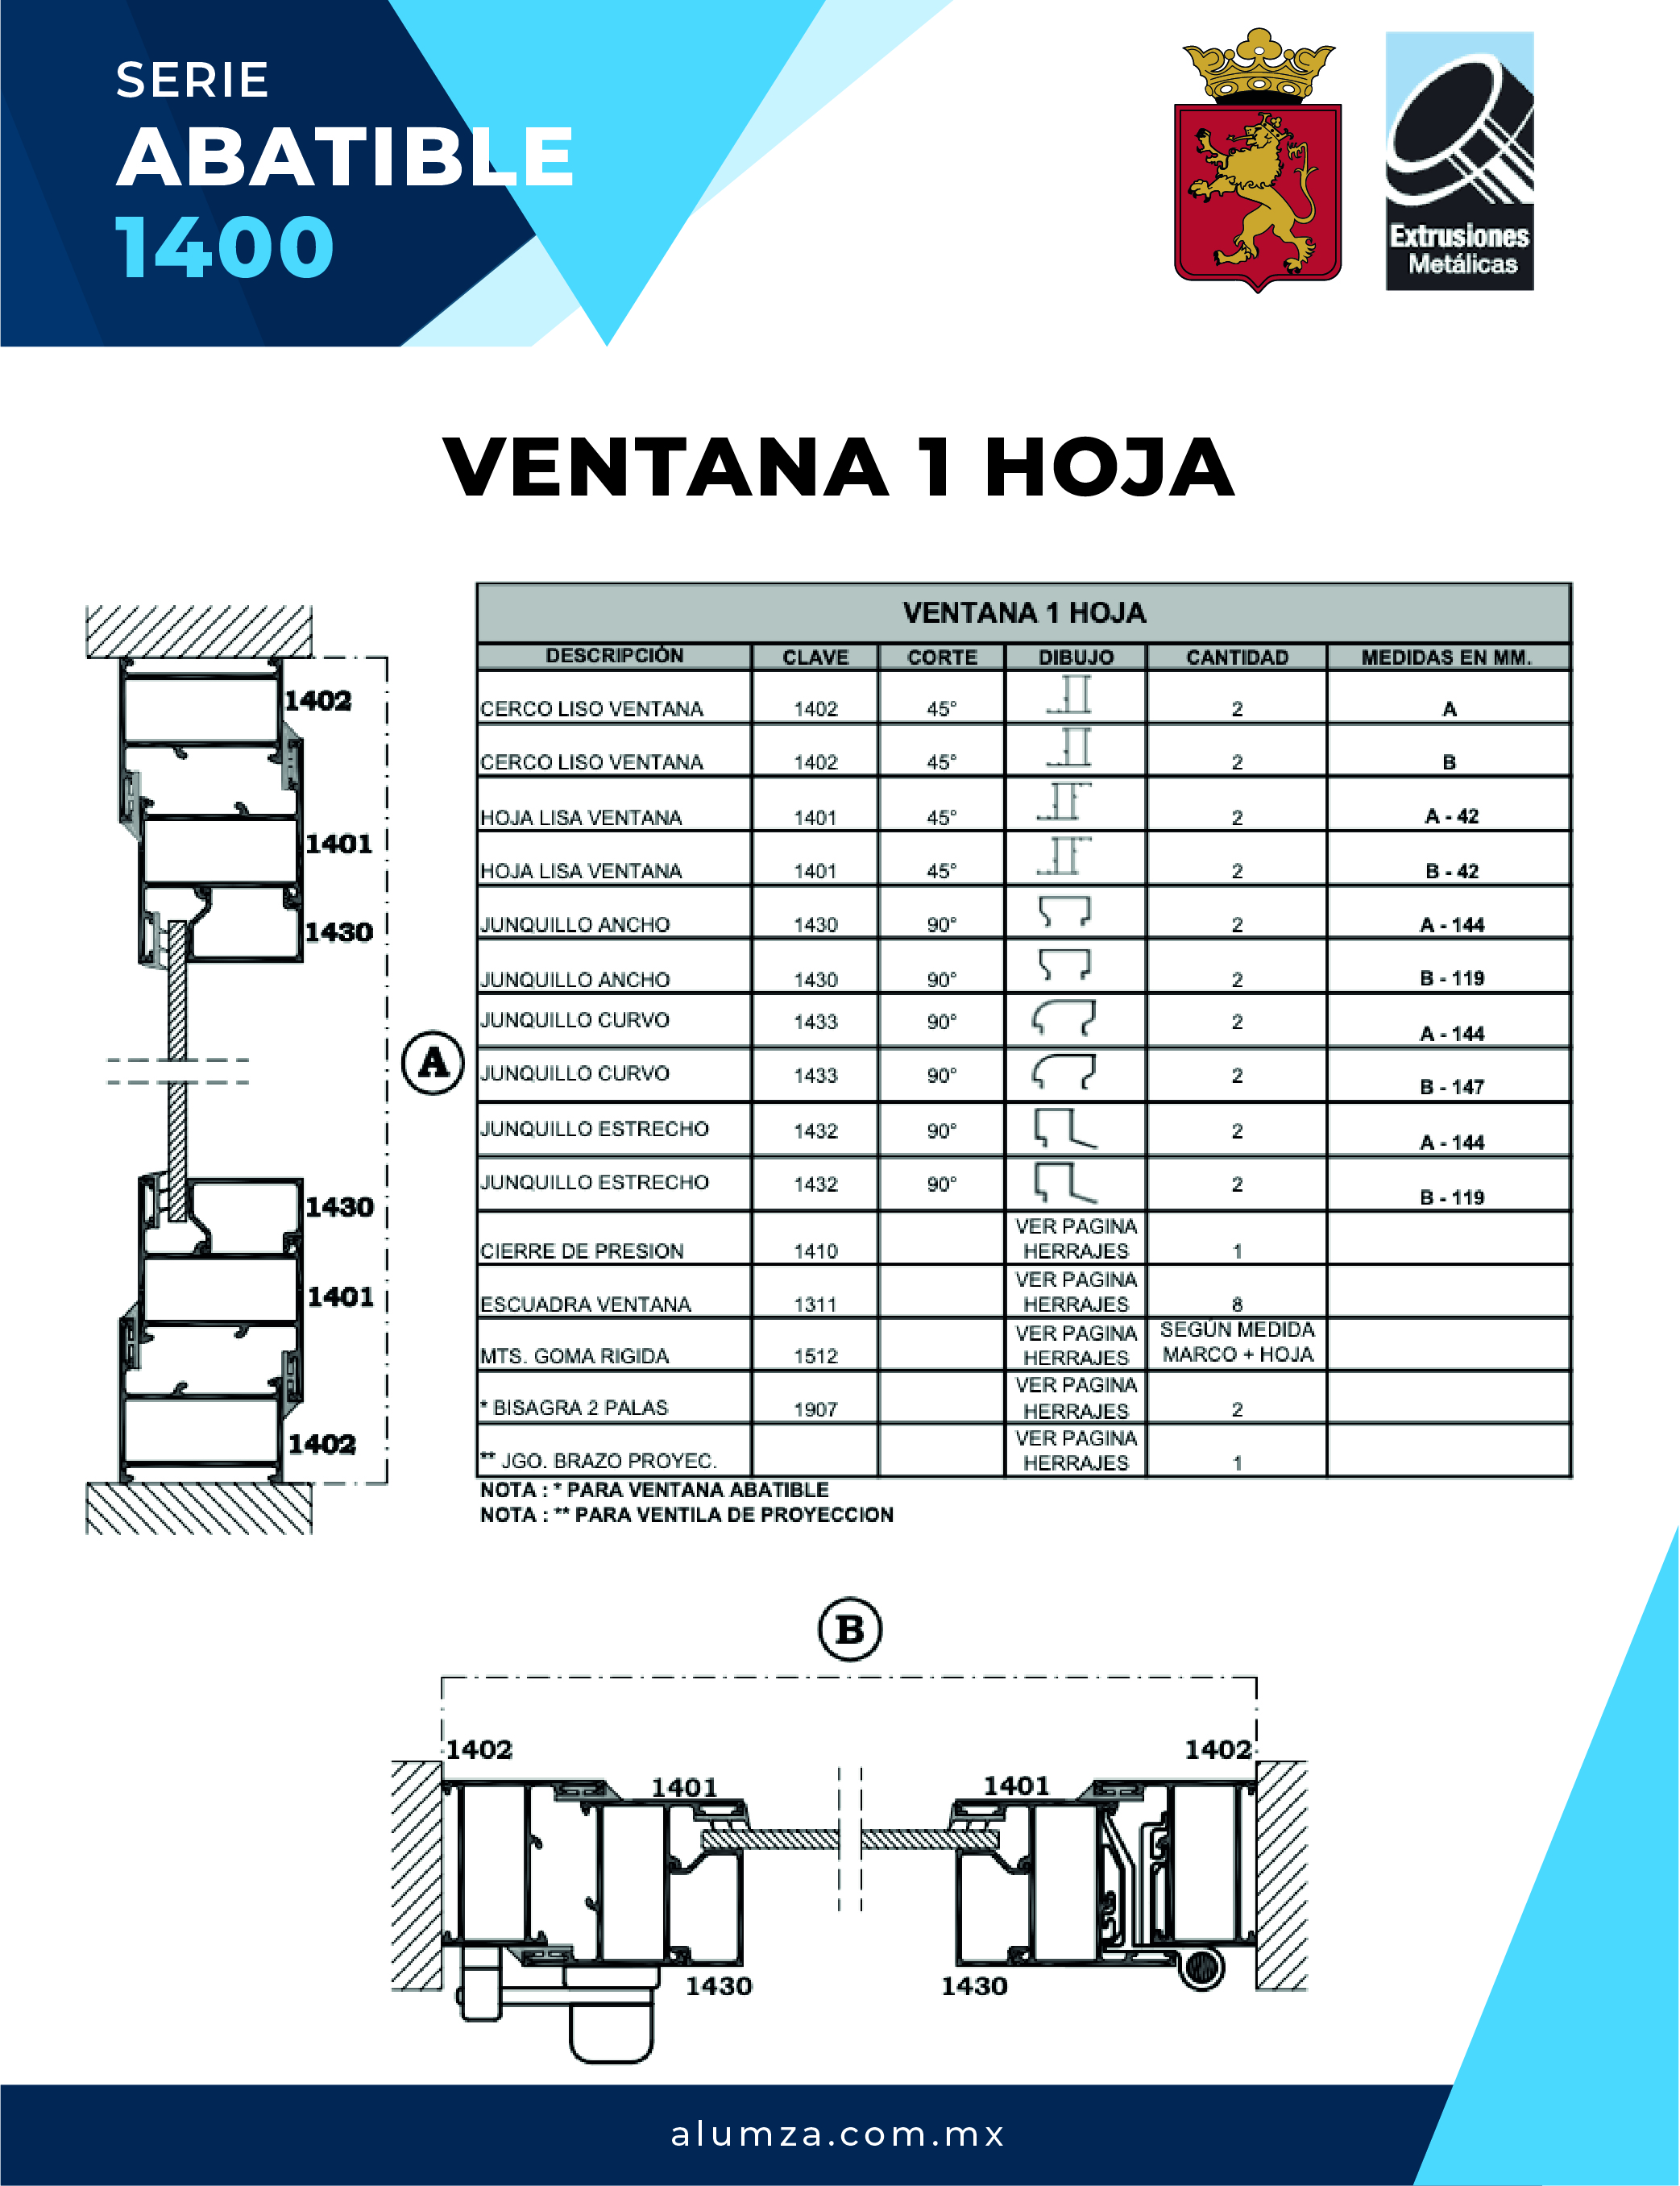 SERIE
ABATIBLE
1400
Extrusiones
Metálicas
VENTANA 1 HOJA
VENTANA 1 HOJA
DESCRIPCIÓN CLAVE CORTE DIBUJO CANTIDAD MEDIDAS EN MM.
CERCO LISO VENTANA 1402 45° 2 A
CERCO LISO VENTANA 1402 45° 2 B
HOJA LISA VENTANA 1401 45° 2 A - 42
HOJA LISA VENTANA 1401 45° 2 B - 42
JUNQUILLO ANCHO 1430 90° 2 A - 144
JUNQUILLO ANCHO 1430 90° 2 B - 119
JUNQUILLO CURVO 1433 90° 2 A - 144
JUNQUILLO CURVO 1433 90° 2 B - 147
JUNQUILLO ESTRECHO 1432 90° 2 A - 144
JUNQUILLO ESTRECHO 1432 90° 2 B - 119
CIERRE DE PRESION 1410 VER PAGINA HERRAJES 1
ESCUADRA VENTANA 1311 VER PAGINA HERRAJES 8
MTS. GOMA RIGIDA 1512 VER PAGINA HERRAJES SEGÚN MEDIDA MARCO + HOJA
* BISAGRA 2 PALAS 1907 VER PAGINA HERRAJES 2
** JGO. BRAZO PROYEC. VER PAGINA HERRAJES 1
NOTA : * PARA VENTANA ABATIBLE
NOTA : ** PARA VENTILA DE PROYECCION
1402
1401
1430
A
1430
1401
1402
B
1402 1402
1401 1401
1430 1430
alumza.com.mx